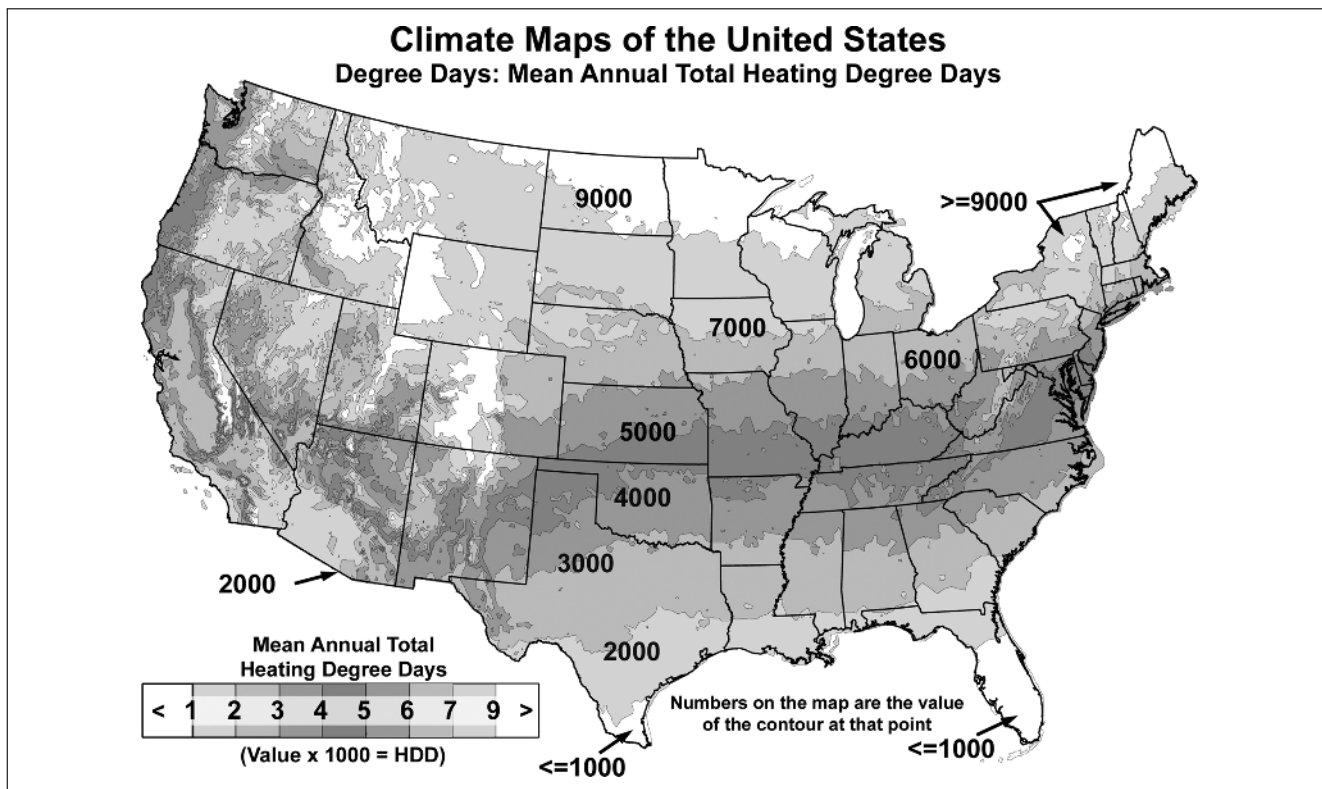 Climate Maps of the United States
Degree Days: Mean Annual Total Heating Degree Days
9000
>=9000
7000
6000
5000
4000
3000
2000
2000
Mean Annual Total
Heating Degree Days
< 1 2 3 4 5 6 7 9 >
(Value x 1000 = HDD)
<=1000
Numbers on the map are the value
of the contour at that point
<=1000